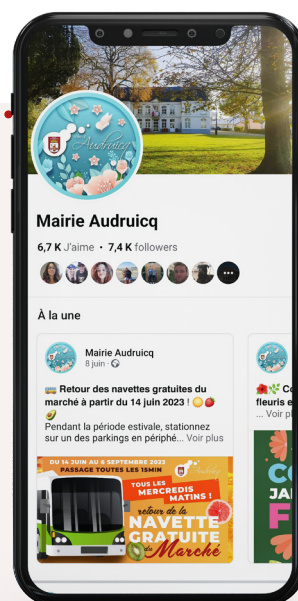 Audruicq
Mairie Audruicq
6,7 K J'aime • 7,4 K followers
À la une
Mairie Audruicq
8 juin ·
Retour des navettes gratuites du
marché à partir du 14 juin 2023 !
Pendant la période estivale, stationnez
sur un des parkings en périphé... Voir plus
DU 14 JUIN AU 6 SEPTEMBRE 2023
PASSAGE TOUTES LES 15MIN
Audruicq
TOUS LES
MERCREDIS
MATINS !
retour de la
NAVETTE
GRATUITE
du Marché
fleuris e
... Voir pl